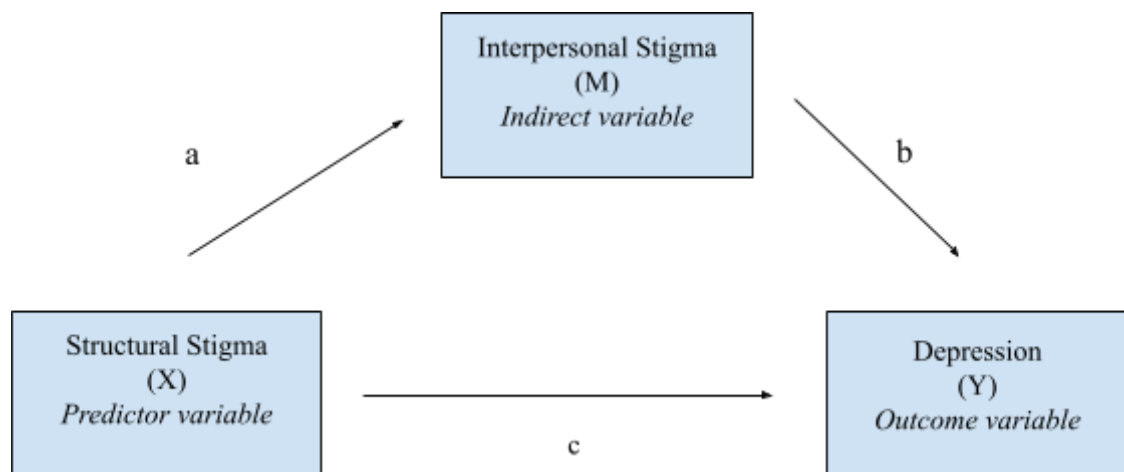 Interpersonal Stigma
(M)
Indirect variable
a
b
Structural Stigma
(X)
Predictor variable
c
Depression
(Y)
Outcome variable